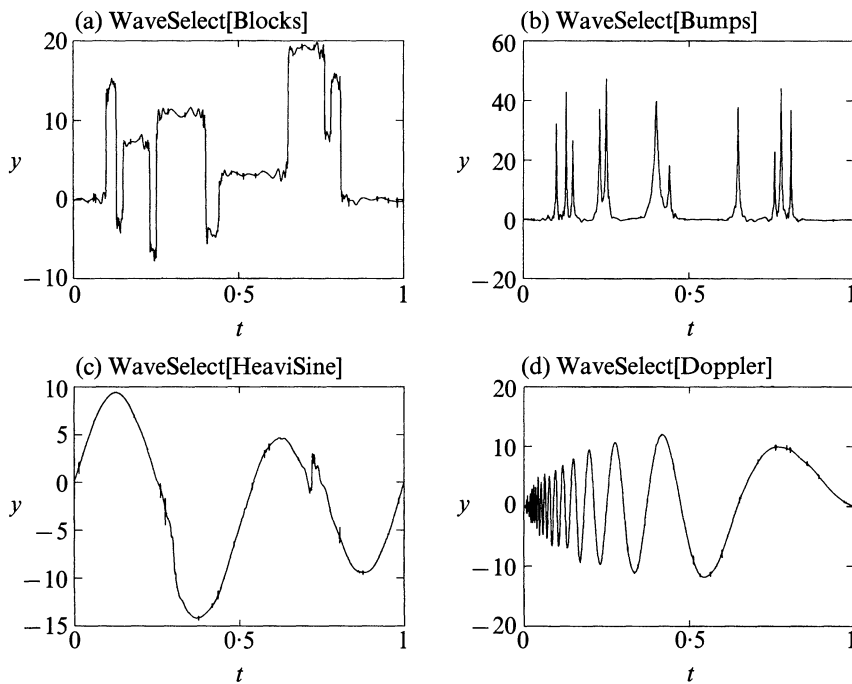 (a) WaveSelect[Blocks]
20
10
y
0
−10
0
0·5
1
t
(b) WaveSelect[Bumps]
60
40
y
20
0
−20
0
0·5
1
t
(c) WaveSelect[HeaviSine]
10
5
0
y
−5
−10
−15
0
0·5
1
t
(d) WaveSelect[Doppler]
20
10
y
0
−10
−20
0
0·5
1
t